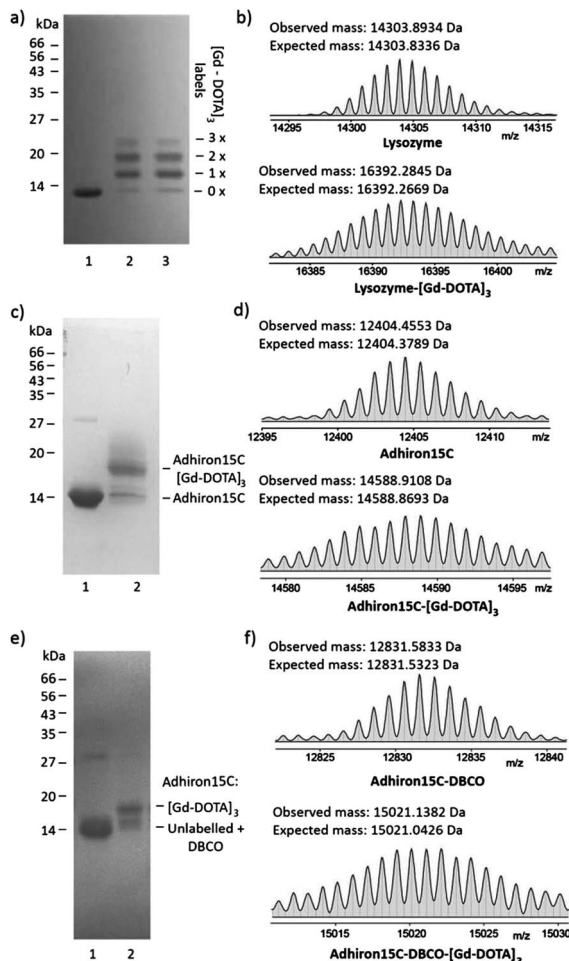 a)
kDa
66
56
43
35
27
20
14
[Gd - DOTA]3
labels
3 x
2 x
1 x
0 x
1 2 3
b)
Observed mass: 14303.8934 Da
Expected mass: 14303.8336 Da
14295 14300 14305 14310 14315 m/z
Lysozyme
Observed mass: 16392.2845 Da
Expected mass: 16392.2669 Da
16385 16390 16395 16400 m/z
Lysozyme-[Gd-DOTA]3
c)
kDa
66
56
43
35
27
20
14
Adhiron15C
[Gd-DOTA]3
Adhiron15C
1 2
d)
Observed mass: 12404.4553 Da
Expected mass: 12404.3789 Da
12395 12400 12405 12410 m/z
Adhiron15C
Observed mass: 14588.9108 Da
Expected mass: 14588.8693 Da
14580 14585 14590 14595 m/z
Adhiron15C-[Gd-DOTA]3
e)
kDa
66
56
43
35
27
20
14
Adhiron15C:
[Gd-DOTA]3
Unlabelled +
DBCO
1 2
f)
Observed mass: 12831.5833 Da
Expected mass: 12831.5323 Da
12825 12830 12835 12840
m/z
Adhiron15C-DBCO
Observed mass: 15021.1382 Da
Expected mass: 15021.0426 Da
15015 15020 15025 15030
m/z
Adhiron15C-DBCO-[Gd-DOTA]3